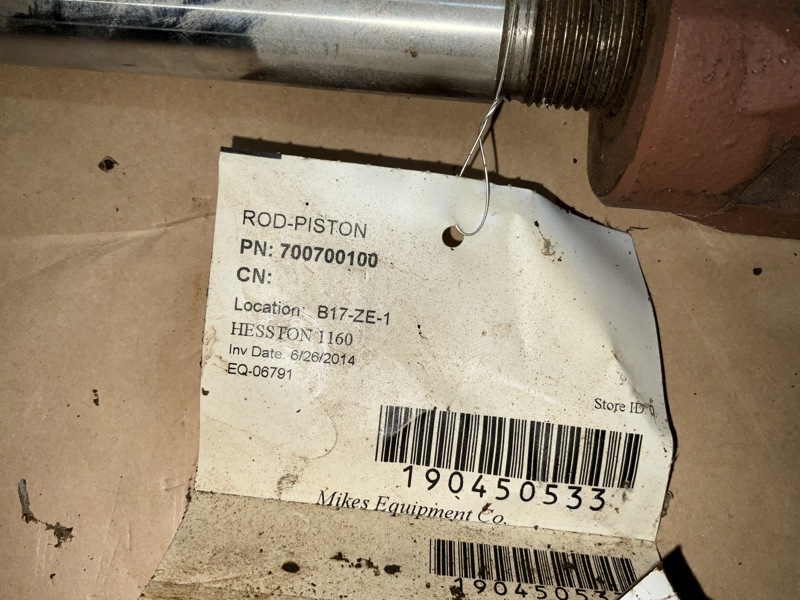 ROD-PISTON
PN: 700700100
CN:
Location: B17-ZE-1
HESSTON 1160
Inv Date: 6/26/2014
EQ-06791
Store ID:
190450533
Mikes Equipment Co.
190450533